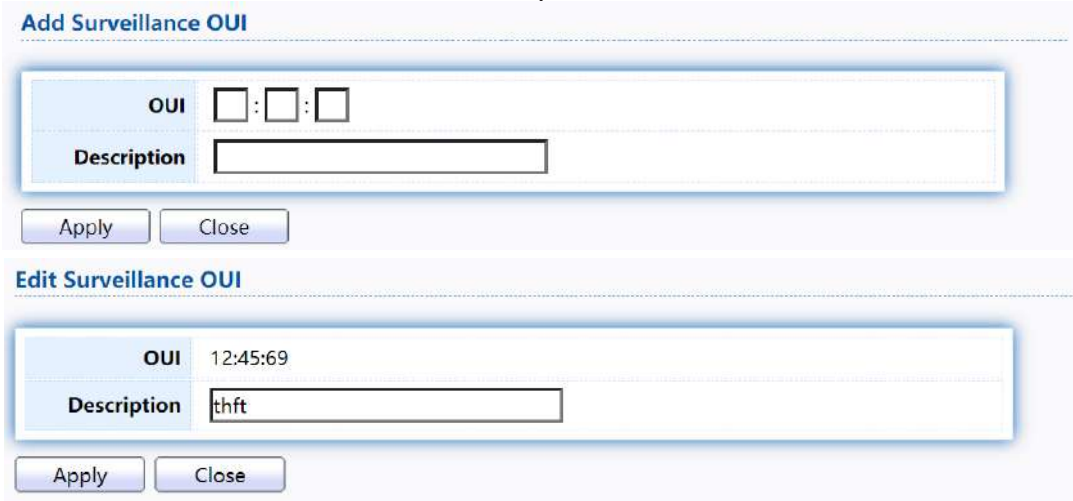 Add Surveillance OUI
OUI : :
Description
Apply Close
Edit Surveillance OUI
OUI 12:45:69
Description thft
Apply Close